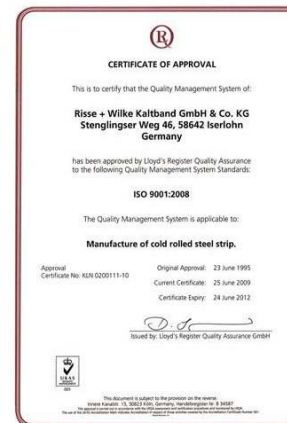 CERTIFICATE OF APPROVAL
This is to certify that the Quality Management System of:
Risse + Wilke Kaltband GmbH & Co. KG
Stenglingser Weg 46, 58642 Iserlohn
Germany
has been approved by Lloyd's Register Quality Assurance
to the following Quality Management System Standards:
ISO 9001:2008
The Quality Management System is applicable to:
Manufacture of cold rolled steel strip.
Approval
Certificate No: KLN 0200111-10
Original Approval: 23 June 1995
Current Certificate: 25 June 2009
Certificate Expiry: 24 June 2012
Issued by: Lloyd's Register Quality Assurance GmbH
UKAS
This document is subject to the provision on the reverse